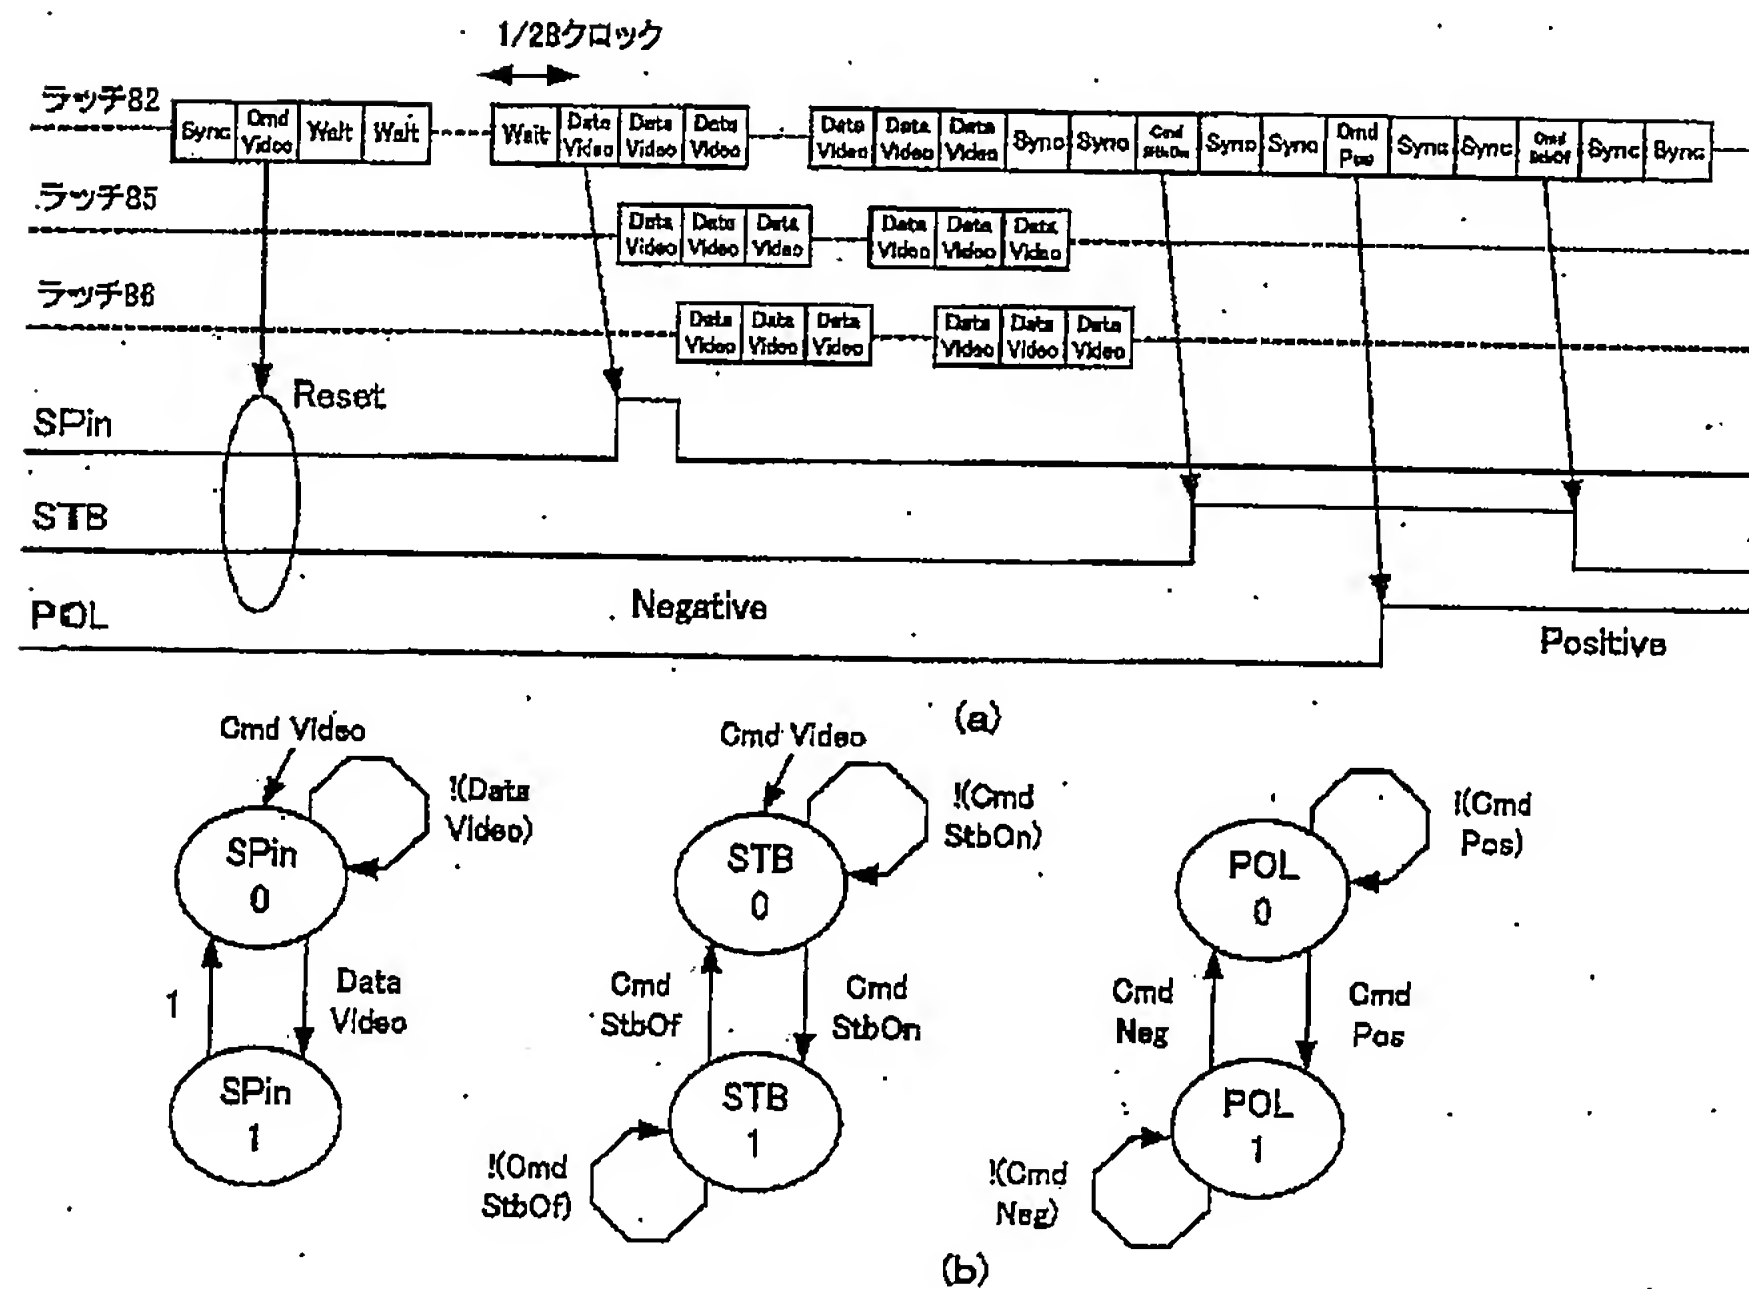 1/28クロック
ラッチ82
Sync
Cmd
Video
Wait
Wait
Wait
Data
Video
Data
Video
Data
Video
Data
Video
Data
Video
Data
Video
Sync
Sync
Cmd
StbOn
Sync
Sync
Cmd
Pos
Sync
Sync
Cmd
StbOf
Sync
Sync
ラッチ85
Data
Video
Data
Video
Data
Video
Data
Video
Data
Video
Data
Video
ラッチ86
Data
Video
Data
Video
Data
Video
Data
Video
Data
Video
Data
Video
Reset
SPin
STB
POL
Negative
Positive
(a)
Cmd Video
!(Data
Video)
SPin
0
1
Data
Video
SPin
1
Cmd Video
!(Cmd
StbOn)
STB
0
Cmd
StbOf
Cmd
StbOn
STB
1
!(Cmd
StbOf)
!(Cmd
Pos)
POL
0
Cmd
Neg
Cmd
Pos
POL
1
!(Cmd
Neg)
(b)